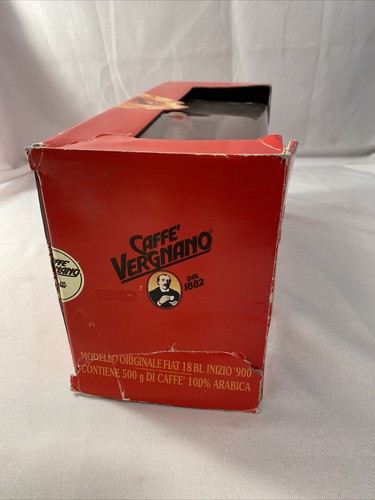 CAFFE'
VERGNANO®
DAL
1882
MODELLO ORIGINALE FIAT 18 BL INIZIO '900
CONTIENE 500 g DI CAFFE' 100% ARABICA